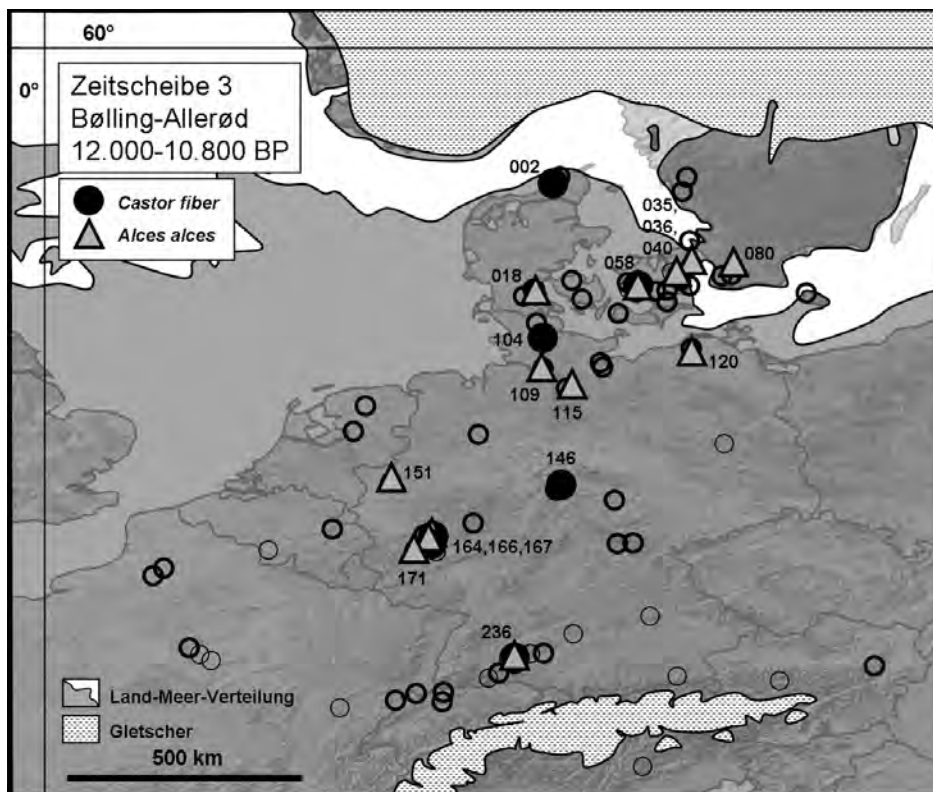 60°
0°
Zeitscheibe 3
Bølling-Allerød
12.000-10.800 BP
Castor fiber
Alces alces
002
035,
036,
040
080
058
018
104
109
115
120
146
151
164,166,167
171
236
Land-Meer-Verteilung
Gletscher
500 km